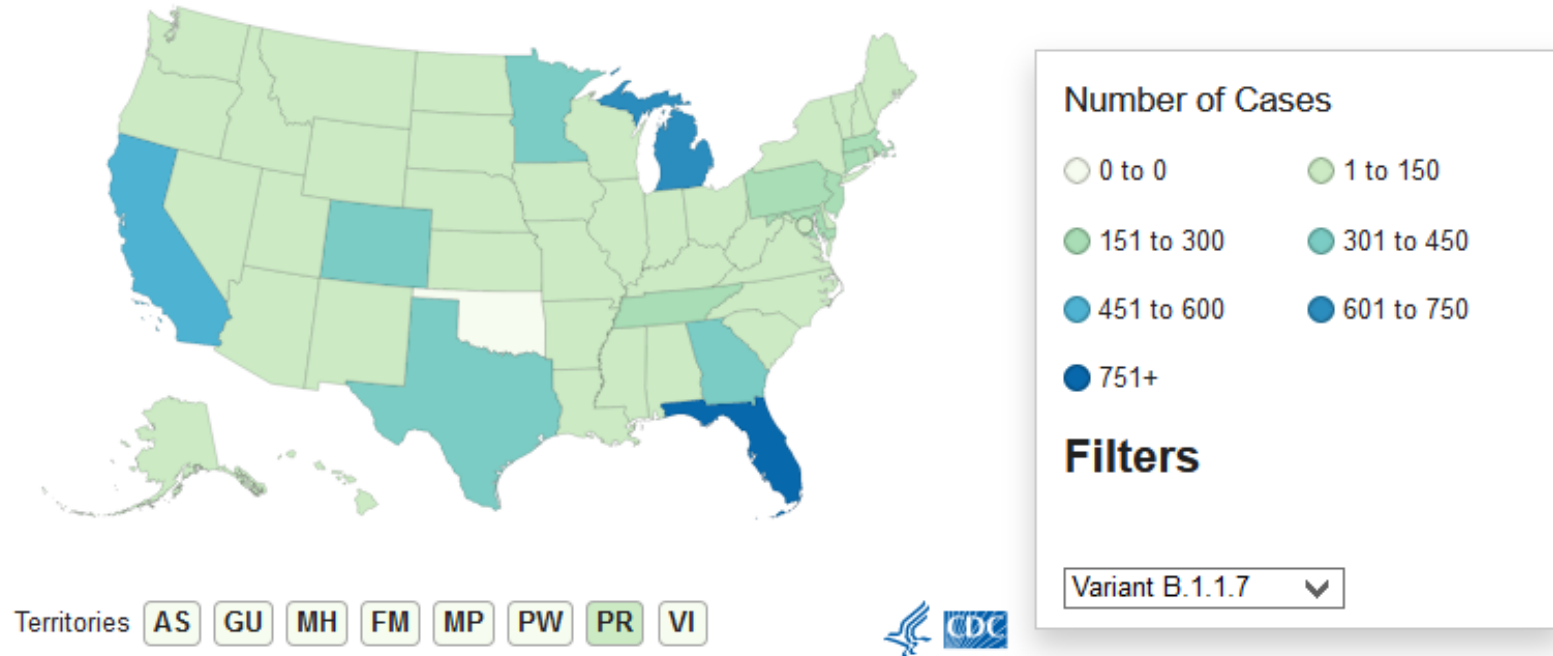 Number of Cases
0 to 0
1 to 150
151 to 300
301 to 450
451 to 600
601 to 750
751+
Filters
Variant B.1.1.7
Territories AS GU MH FM MP PW PR VI
CDC